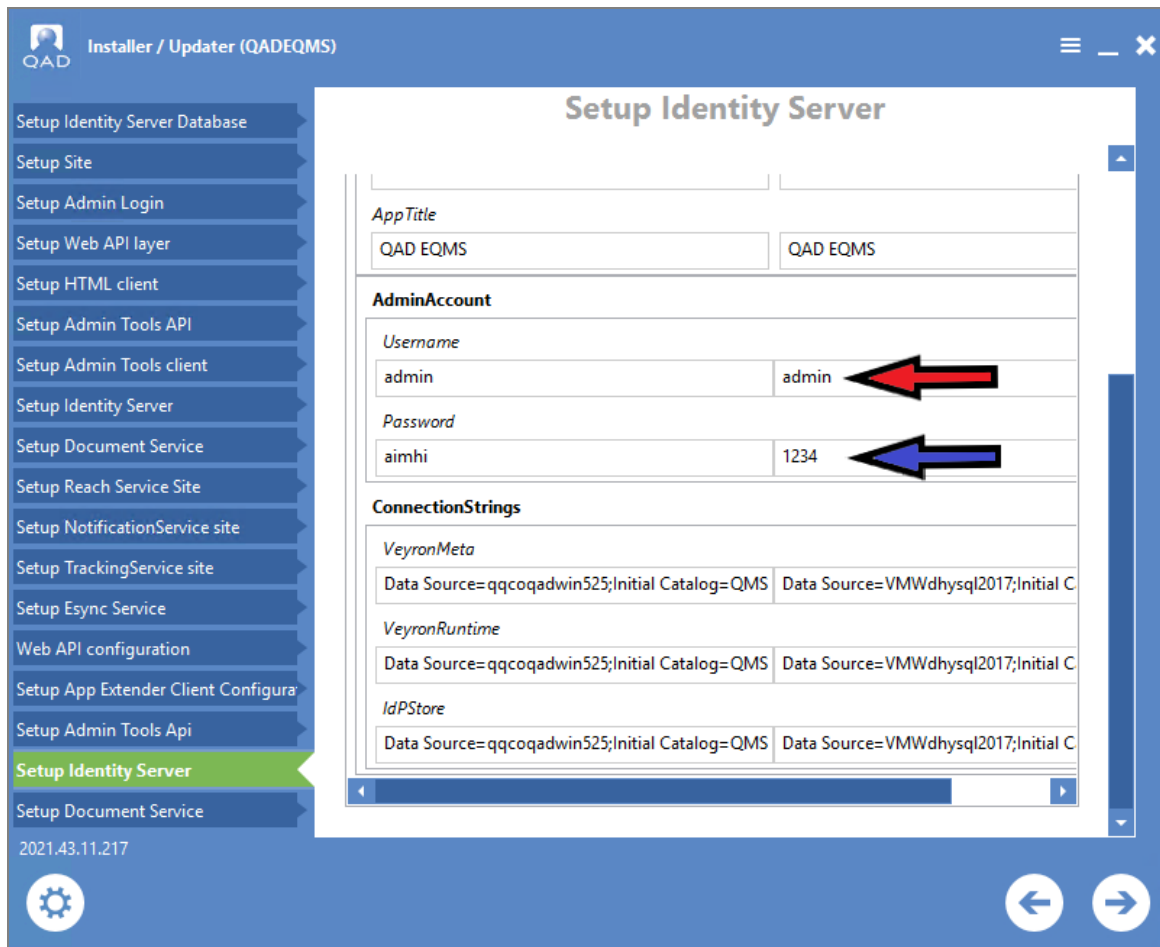 QAD
Installer / Updater (QADEQMS)
Setup Identity Server Database
Setup Site
Setup Admin Login
Setup Web API layer
Setup HTML client
Setup Admin Tools API
Setup Admin Tools client
Setup Identity Server
Setup Document Service
Setup Reach Service Site
Setup NotificationService site
Setup TrackingService site
Setup Esync Service
Web API configuration
Setup App Extender Client Configura
Setup Admin Tools Api
Setup Identity Server
Setup Document Service
2021.43.11.217
Setup Identity Server
AppTitle
QAD EQMS QAD EQMS
AdminAccount
Username
admin admin
Password
aimhi 1234
ConnectionStrings
VeyronMeta
Data Source=qqcoqadwin525;Initial Catalog=QMS Data Source=VMWdhysql2017;Initial C
VeyronRuntime
Data Source=qqcoqadwin525;Initial Catalog=QMS Data Source=VMWdhysql2017;Initial C
IdPStore
Data Source=qqcoqadwin525;Initial Catalog=QMS Data Source=VMWdhysql2017;Initial C